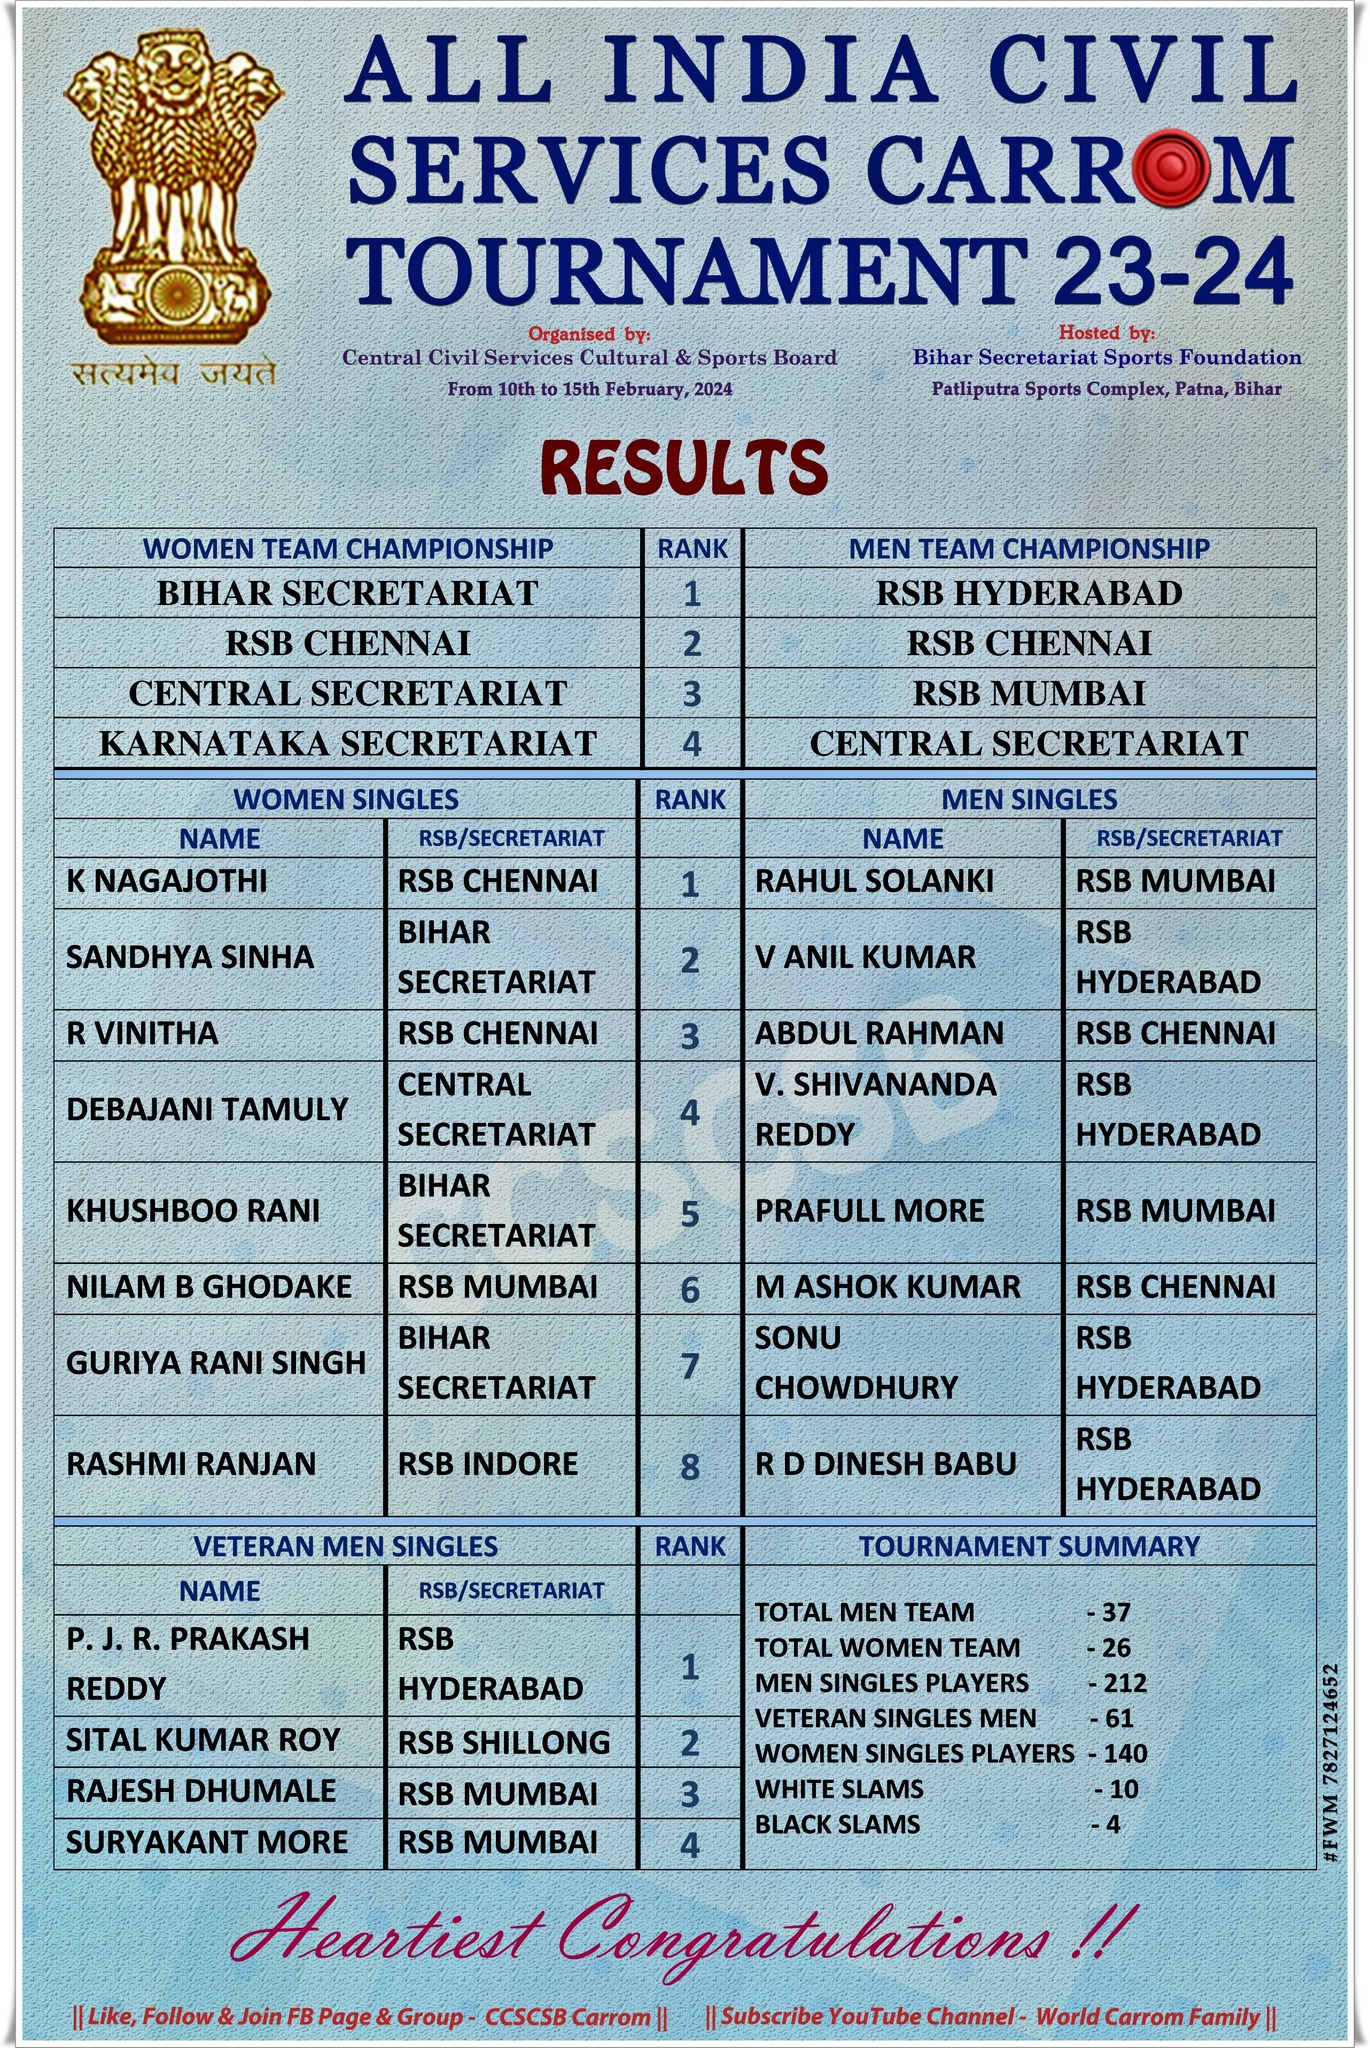 ALL INDIA CIVIL
SERVICES CARROM
TOURNAMENT 23-24
सत्यमेव जयते
Organised by:
Central Civil Services Cultural & Sports Board
From 10th to 15th February, 2024
Hosted by:
Bihar Secretariat Sports Foundation
Patliputra Sports Complex, Patna, Bihar
RESULTS
WOMEN TEAM CHAMPIONSHIP RANK MEN TEAM CHAMPIONSHIP
BIHAR SECRETARIAT 1 RSB HYDERABAD
RSB CHENNAI 2 RSB CHENNAI
CENTRAL SECRETARIAT 3 RSB MUMBAI
KARNATAKA SECRETARIAT 4 CENTRAL SECRETARIAT
WOMEN SINGLES RANK MEN SINGLES
NAME RSB/SECRETARIAT NAME RSB/SECRETARIAT
K NAGAJOTHI RSB CHENNAI 1 RAHUL SOLANKI RSB MUMBAI
SANDHYA SINHA BIHAR SECRETARIAT 2 V ANIL KUMAR RSB HYDERABAD
R VINITHA RSB CHENNAI 3 ABDUL RAHMAN RSB CHENNAI
DEBAJANI TAMULY CENTRAL SECRETARIAT 4 V. SHIVANANDA REDDY RSB HYDERABAD
KHUSHBOO RANI BIHAR SECRETARIAT 5 PRAFULL MORE RSB MUMBAI
NILAM B GHODAKE RSB MUMBAI 6 M ASHOK KUMAR RSB CHENNAI
GURIYA RANI SINGH BIHAR SECRETARIAT 7 SONU CHOWDHURY RSB HYDERABAD
RASHMI RANJAN RSB INDORE 8 R D DINESH BABU RSB HYDERABAD
CCSCSB
VETERAN MEN SINGLES RANK TOURNAMENT SUMMARY
NAME RSB/SECRETARIAT
P. J. R. PRAKASH REDDY RSB HYDERABAD 1
SITAL KUMAR ROY RSB SHILLONG 2
RAJESH DHUMALE RSB MUMBAI 3
SURYAKANT MORE RSB MUMBAI 4
TOTAL MEN TEAM - 37
TOTAL WOMEN TEAM - 26
MEN SINGLES PLAYERS - 212
VETERAN SINGLES MEN - 61
WOMEN SINGLES PLAYERS - 140
WHITE SLAMS - 10
BLACK SLAMS - 4
#FWM 7827124652
Heartiest Congratulations !!
|| Like, Follow & Join FB Page & Group - CCSCSB Carrom || || Subscribe YouTube Channel - World Carrom Family ||